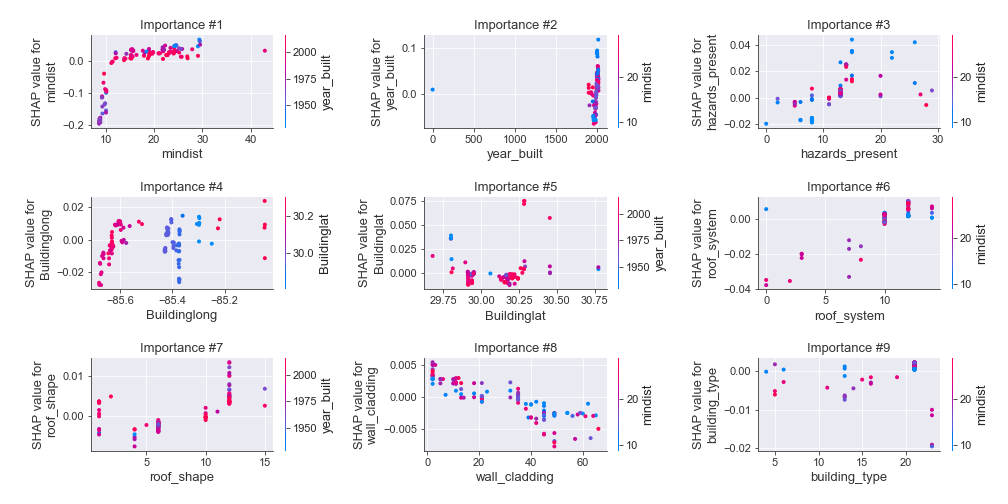 Importance #1
SHAP value for
mindist
0.0
−0.1
−0.2
10
20
30
40
mindist
2000
1975
1950
year_built
Importance #2
SHAP value for
year_built
0.1
0.0
0
500
1000
1500
2000
year_built
20
10
mindist
Importance #3
SHAP value for
hazards_present
0.04
0.02
0.00
−0.02
0
10
20
30
hazards_present
20
10
mindist
Importance #4
SHAP value for
Buildinglong
0.02
0.00
−0.02
−85.6
−85.4
−85.2
Buildinglong
30.2
30.0
Buildinglat
Importance #5
SHAP value for
Buildinglat
0.075
0.050
0.025
0.000
29.75
30.00
30.25
30.50
30.75
Buildinglat
2000
1975
1950
year_built
Importance #6
SHAP value for
roof_system
0.00
−0.02
−0.04
0
5
10
roof_system
20
10
mindist
Importance #7
SHAP value for
roof_shape
0.01
0.00
5
10
15
roof_shape
2000
1975
1950
year_built
Importance #8
SHAP value for
wall_cladding
0.005
0.000
−0.005
0
20
40
60
wall_cladding
20
10
mindist
Importance #9
SHAP value for
building_type
0.00
−0.01
−0.02
5
10
15
20
building_type
20
10
mindist